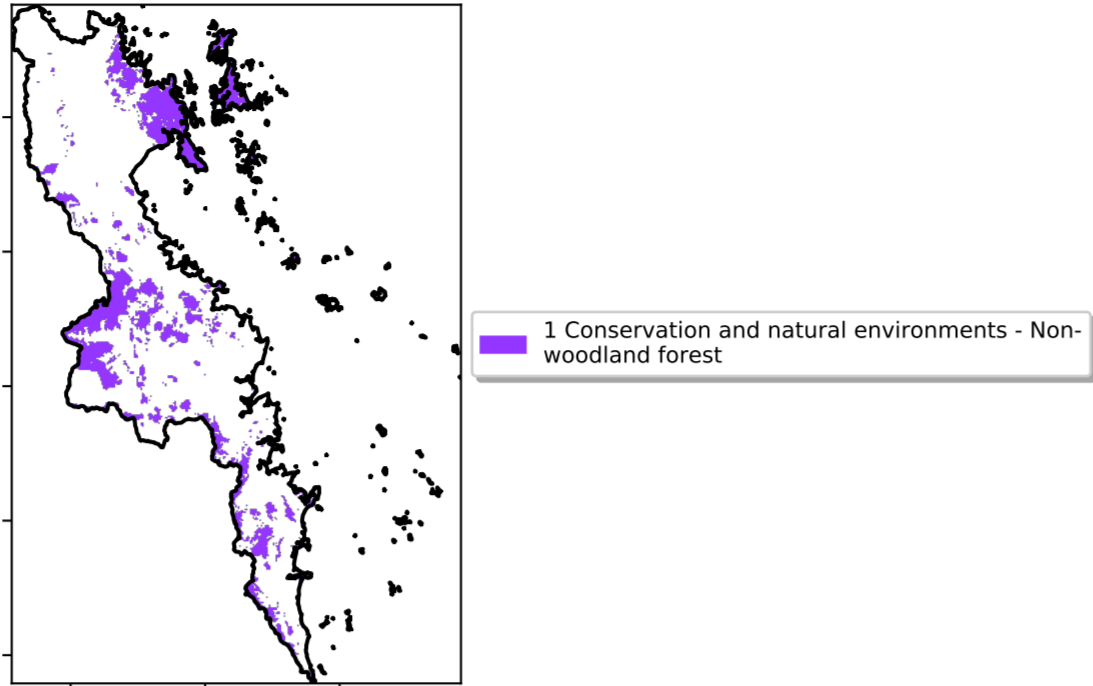 1 Conservation and natural environments - Non-
woodland forest